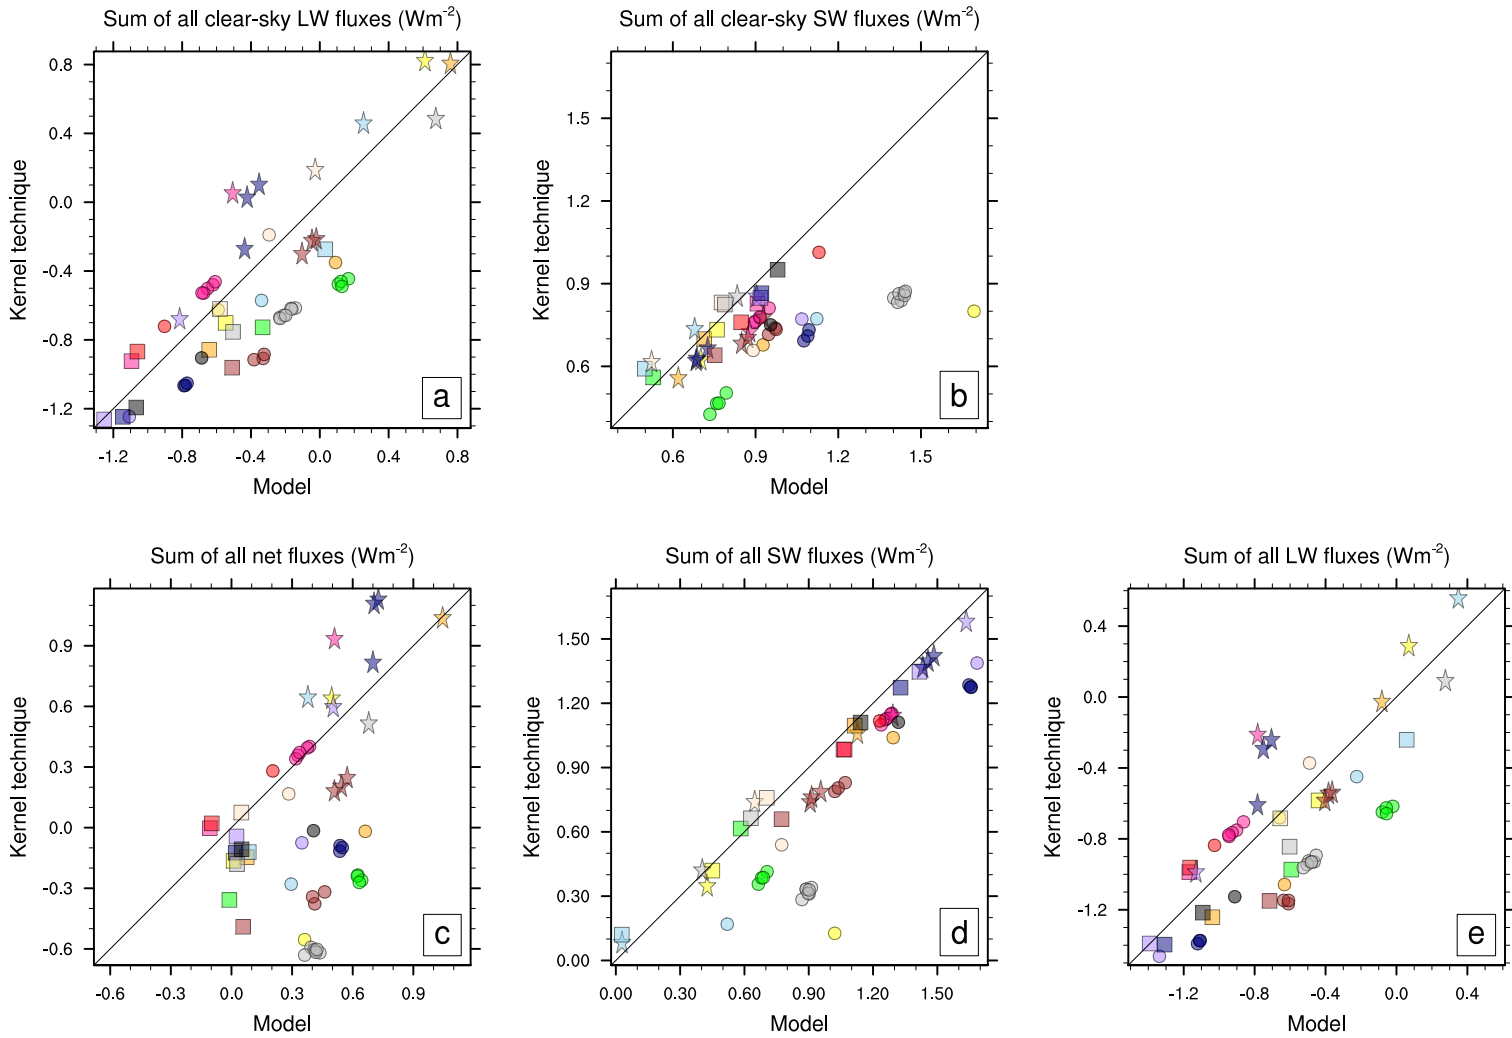 Sum of all clear-sky LW fluxes (Wm-2)
Kernel technique
0.8
0.4
0.0
-0.4
-0.8
-1.2
a
-1.2 -0.8 -0.4 0.0 0.4 0.8
Model
Sum of all clear-sky SW fluxes (Wm-2)
Kernel technique
1.5
1.2
0.9
0.6
b
0.6 0.9 1.2 1.5
Model
Sum of all net fluxes (Wm-2)
Kernel technique
0.9
0.6
0.3
0.0
-0.3
-0.6
c
-0.6 -0.3 0.0 0.3 0.6 0.9
Model
Sum of all SW fluxes (Wm-2)
Kernel technique
1.50
1.20
0.90
0.60
0.30
0.00
d
0.00 0.30 0.60 0.90 1.20 1.50
Model
Sum of all LW fluxes (Wm-2)
Kernel technique
0.4
0.0
-0.4
-0.8
-1.2
e
-1.2 -0.8 -0.4 0.0 0.4
Model